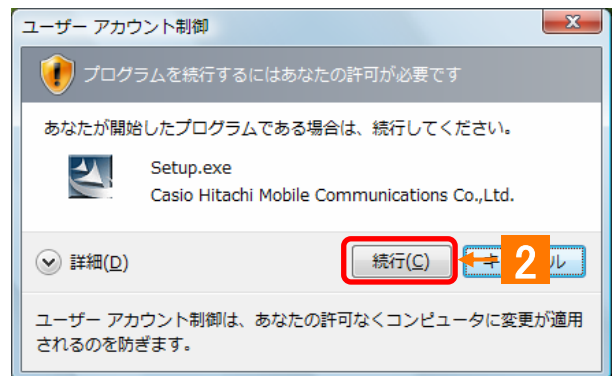 ユーザー アカウント制御
プログラムを続行するにはあなたの許可が必要です
あなたが開始したプログラムである場合は、続行してください。
Setup.exe
Casio Hitachi Mobile Communications Co.,Ltd.
詳細(D)
続行(C)
2
ユーザー アカウント制御は、あなたの許可なくコンピュータに変更が適用
されるのを防ぎます。